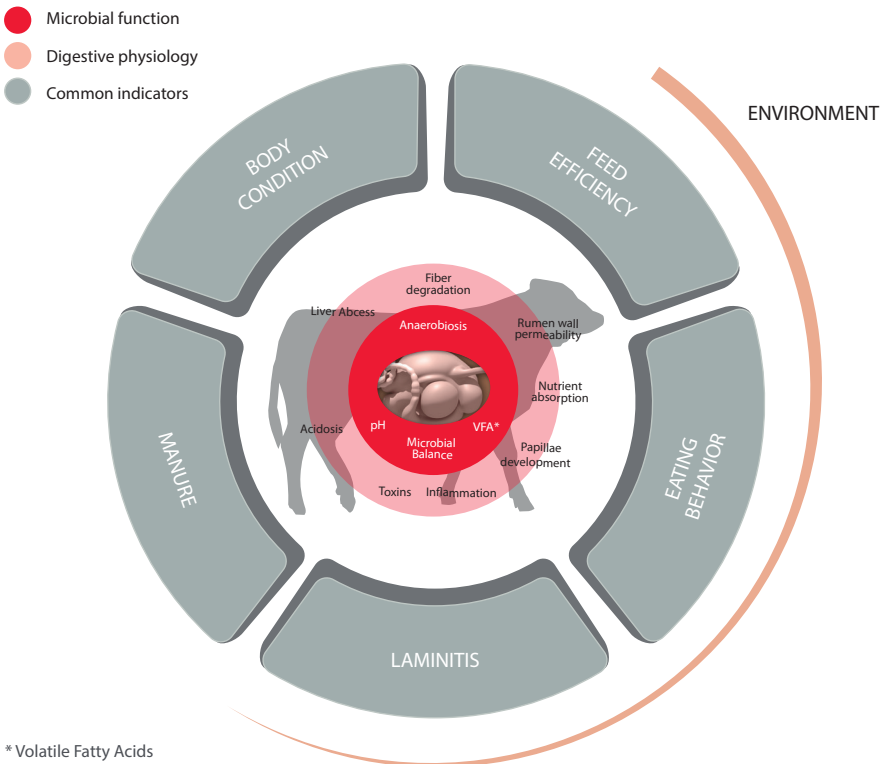 Microbial function
Digestive physiology
Common indicators
ENVIRONMENT
BODY
CONDITION
FEED
EFFICIENCY
Fiber
degradation
Liver Abcess
Anaerobiosis
Rumen wall
permeability
Nutrient
absorption
pH
VFA*
Acidosis
Microbial
Balance
Papillae
development
Toxins
Inflammation
MANURE
EATING
BEHAVIOR
LAMINITIS
* Volatile Fatty Acids